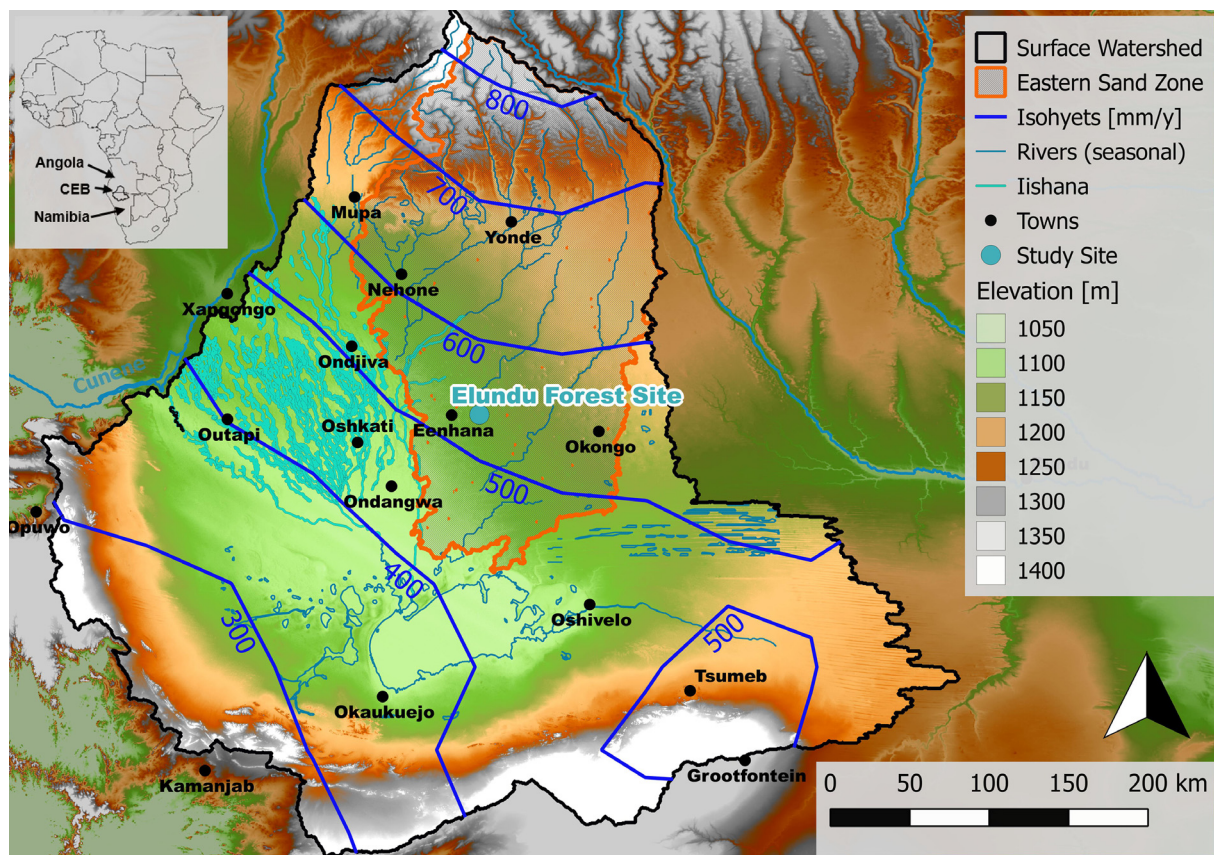 Angola
CEB
Namibia
Surface Watershed
Eastern Sand Zone
Isohyets [mm/y]
Rivers (seasonal)
Iishana
Towns
Study Site
Elevation [m]
1050
1100
1150
1200
1250
1300
1350
1400
800
700
Mupa
Yonde
Nehone
Xangongo
600
Ondjiva
Cunene
Elundu Forest Site
Eenhana
Outapi
Oshkati
Okongo
500
Ondangwa
Opuwo
400
300
Oshivelo
500
Tsumeb
Okaukuejo
Kamanjab
Grootfontein
0 50 100 150 200 km